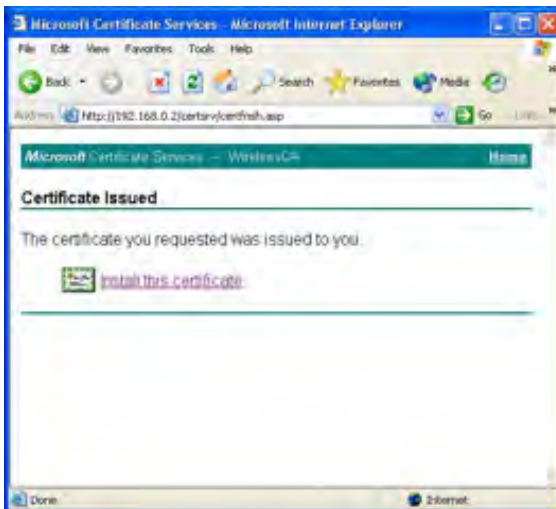 Microsoft Certificate Services - Microsoft Internet Explorer
File Edit View Favorites Tools Help
Back Search Favorites Media
Address http://192.168.0.2/certsrv/certfnsh.asp Go Links
Microsoft Certificate Services -- WirelessCA Home
Certificate Issued
The certificate you requested was issued to you.
Install this certificate
Done Internet